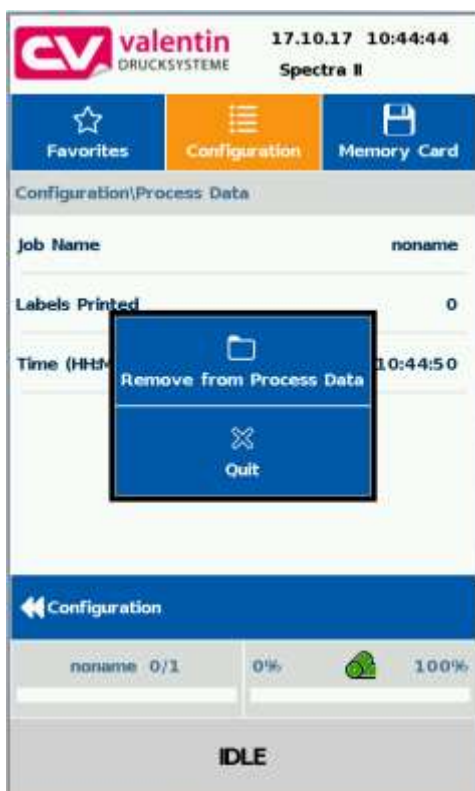 CV valentin
DRUCKSYSTEME
17.10.17 10:44:44
Spectra II
Favorites
Configuration
Memory Card
Configuration\Process Data
Job Name noname
Labels Printed 0
Time (HH:M 10:44:50
Remove from Process Data
Quit
Configuration
noname 0/1 0% 100%
IDLE